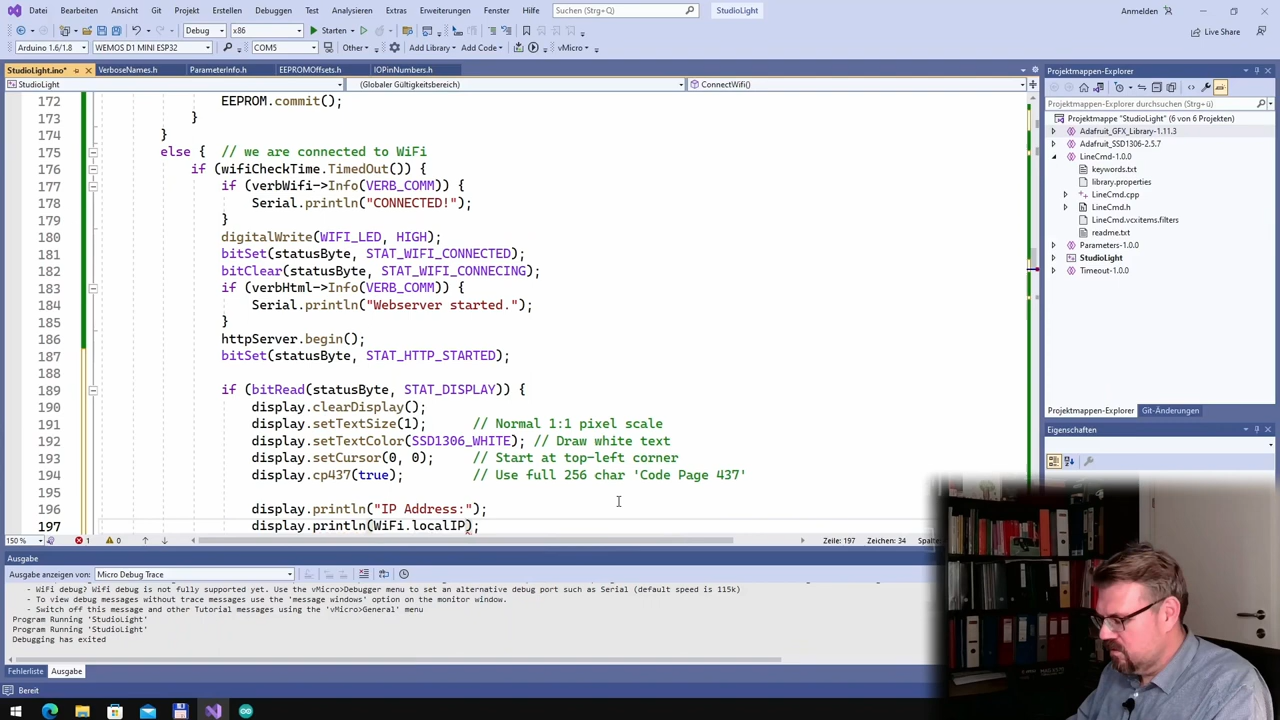 Datei Bearbeiten Ansicht Git Projekt Erstellen Debuggen Test Analysieren Extras Erweiterungen Fenster Hilfe Suchen (Strg+Ü) StudioLight Anmelden
Debug x86 Starten Live Share
Arduino 1.6/1.8 WEMOS D1 MINI ESP32 COM5 Other Add Library Add Code vMicro
StudioLight.ino* VerboseNames.h ParameterInfo.h EEPROMOffsets.h IOPinNumbers.h
StudioLight (Globaler Gültigkeitsbereich) ConnectWifi()
172 EEPROM.commit();
173 }
174 }
175 else { // we are connected to WiFi
176 if (wifiCheckTime.TimedOut()) {
177 if (verbWifi->Info(VERB_COMM)) {
178 Serial.println("CONNECTED!");
179 }
180 digitalWrite(WIFI_LED, HIGH);
181 bitSet(statusByte, STAT_WIFI_CONNECTED);
182 bitClear(statusByte, STAT_WIFI_CONNECING);
183 if (verbHtml->Info(VERB_COMM)) {
184 Serial.println("Webserver started.");
185 }
186 httpServer.begin();
187 bitSet(statusByte, STAT_HTTP_STARTED);
188
189 if (bitRead(statusByte, STAT_DISPLAY)) {
190 display.clearDisplay();
191 display.setTextSize(1); // Normal 1:1 pixel scale
192 display.setTextColor(SSD1306_WHITE); // Draw white text
193 display.setCursor(0, 0); // Start at top-left corner
194 display.cp437(true); // Use full 256 char 'Code Page 437'
195
196 display.println("IP Address:");
197 display.println(WiFi.localIP);
150 % 1 0 Zeile: 197 Zeichen: 34 Spalte
Ausgabe
Ausgabe anzeigen von: Micro Debug Trace
- WiFi debug? Wifi debug is not fully supported yet. Use the 'vMicro>Debugger menu to set an alternative debug port such as Serial (default speed is 115k)
- To view debug messages without trace messages use the 'message windows' option on the monitor window.
- Switch off this message and other Tutorial messages using the 'vMicro>General' menu
Program Running 'StudioLight'
Program Running 'StudioLight'
Debugging has exited
Fehlerliste Ausgabe
Bereit
Projektmappen-Explorer
Projektmappen-Explorer durchsuchen (Strg+ü)
Projektmappe "StudioLight" (6 von 6 Projekten)
Adafruit_GFX_Library-1.11.3
Adafruit_SSD1306-2.5.7
LineCmd-1.0.0
keywords.txt
library.properties
LineCmd.cpp
LineCmd.h
LineCmd.vcxitems.filters
readme.txt
Parameters-1.0.0
StudioLight
Timeout-1.0.0
Projektmappen-Explorer Git-Änderungen
Eigenschaften